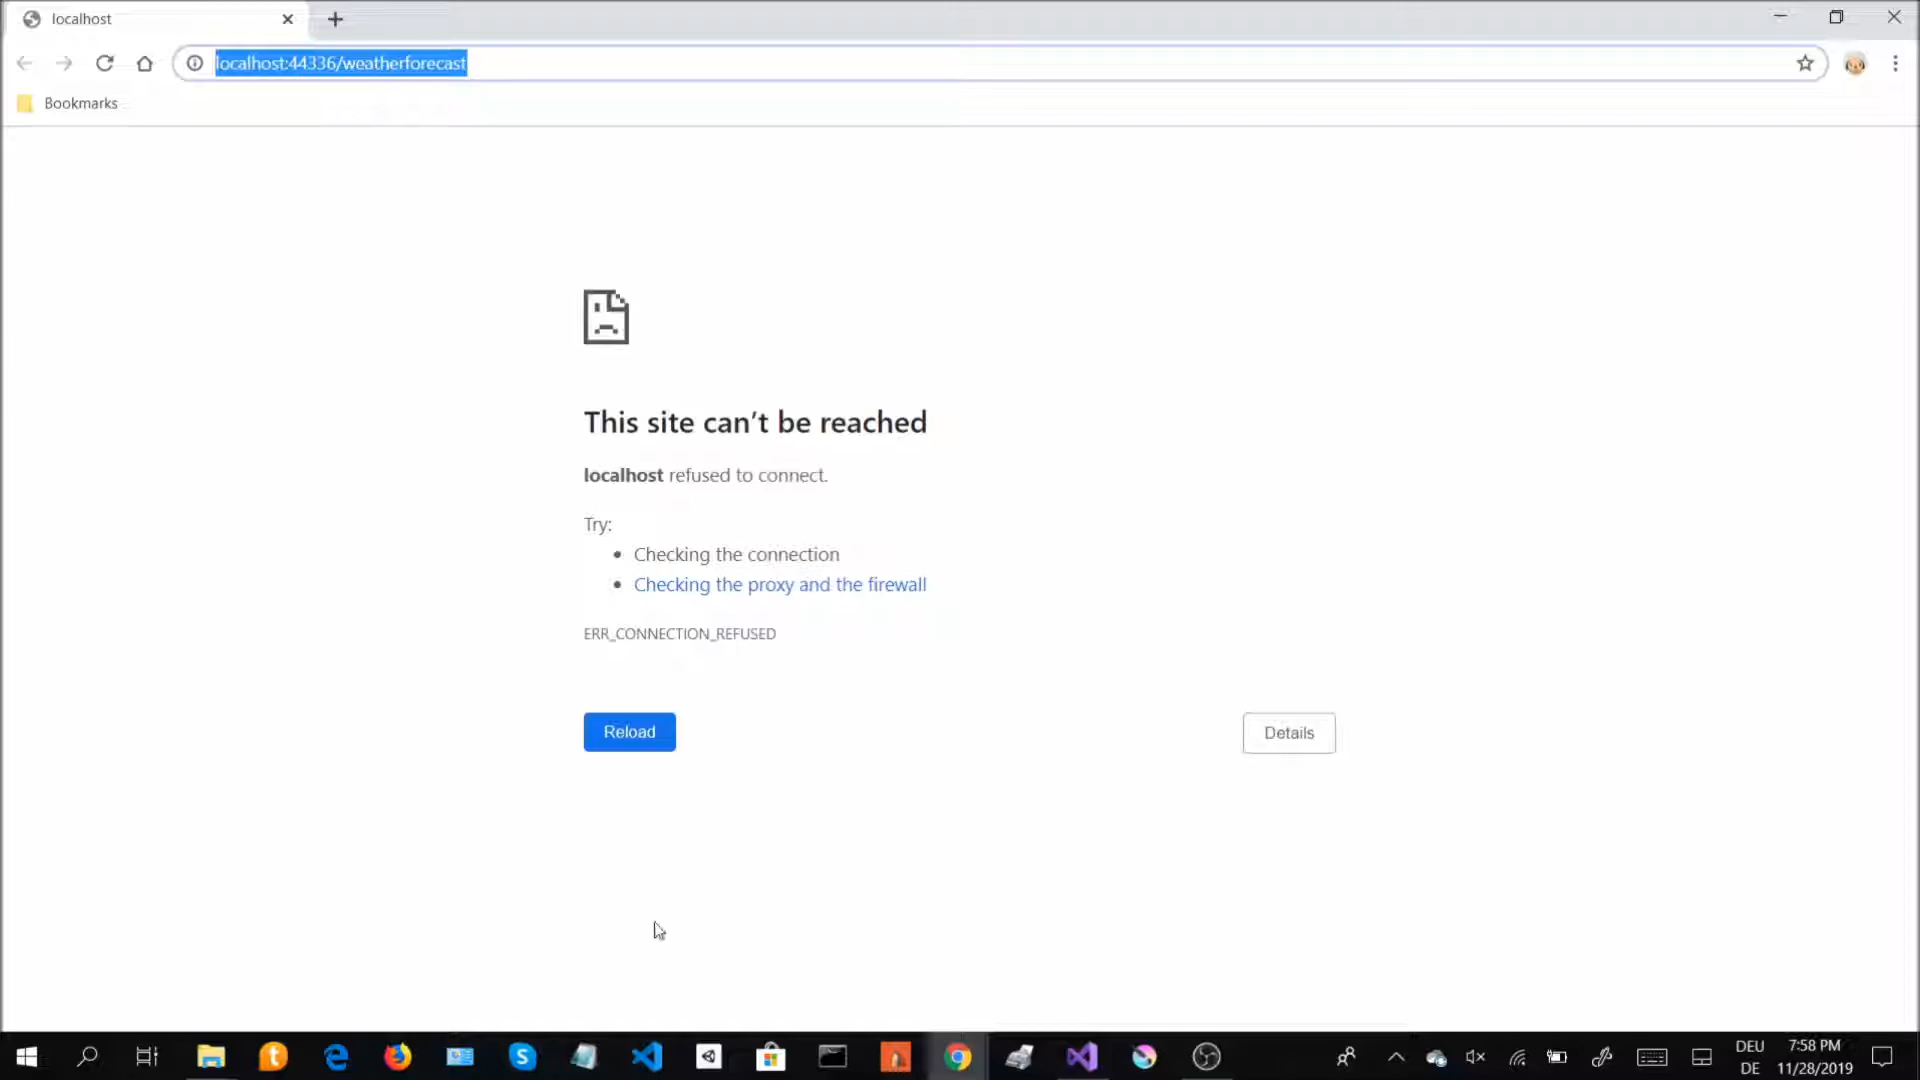 localhost
localhost:44336/weatherforecast
Bookmarks
This site can’t be reached
localhost refused to connect.
Try:
Checking the connection
Checking the proxy and the firewall
ERR_CONNECTION_REFUSED
Reload
Details
DEU
DE
7:58 PM
11/28/2019